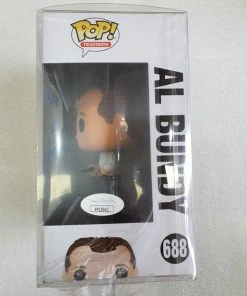 POP!
TELEVISION
AL BUNDY
688